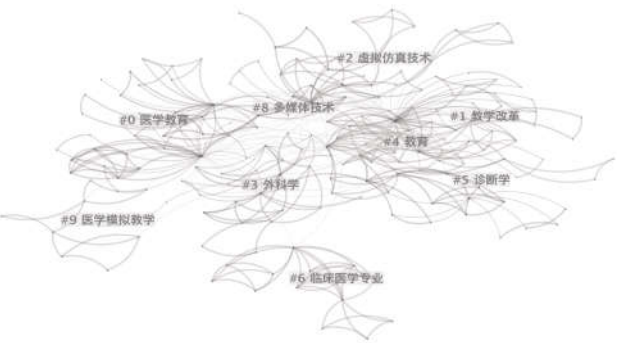 #2 虚拟仿真技术
#8 多媒体技术
#0 医学教育
#1 教学改革
#4 教育
#3 外科学
#5 诊断学
#9 医学模拟教学
#6 临床医学专业